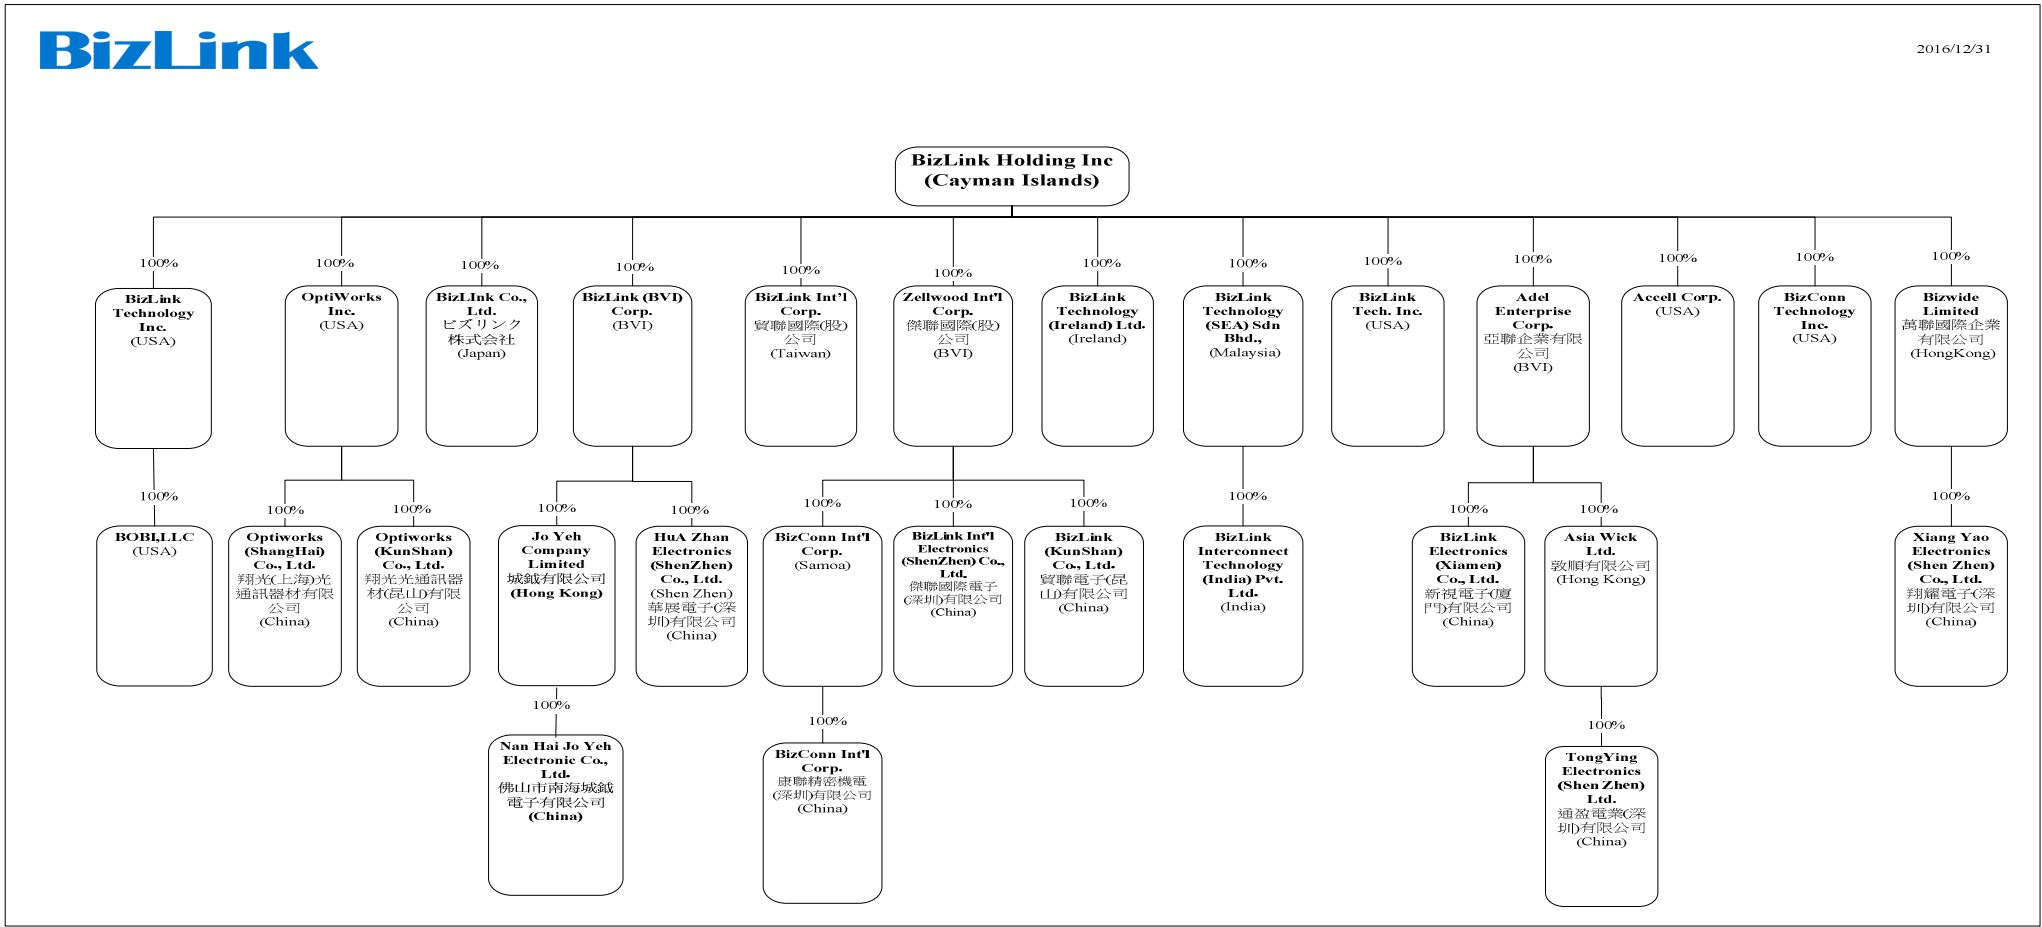 BizLink
2016/12/31
BizLink Holding Inc
(Cayman Islands)
100%
100%
100%
100%
100%
100%
100%
100%
100%
100%
100%
100%
100%
BizLink
Technology
Inc.
(USA)
OptiWorks
Inc.
(USA)
BizLInk Co.,
Ltd.
ビズリンク
株式会社
(Japan)
BizLink (BVI)
Corp.
(BVI)
BizLink Int'l
Corp.
貿聯國際(股)
公司
(Taiwan)
Zellwood Int'l
Corp.
傑聯國際(股)
公司
(BVI)
BizLink
Technology
(Ireland) Ltd.
(Ireland)
BizLink
Technology
(SEA) Sdn
Bhd.,
(Malaysia)
BizLink
Tech. Inc.
(USA)
Adel
Enterprise
Corp.
亞聯企業有限
公司
(BVI)
Accell Corp.
(USA)
BizConn
Technology
Inc.
(USA)
Bizwide
Limited
萬聯國際企業
有限公司
(HongKong)
100%
100%
100%
100%
100%
100%
100%
100%
100%
100%
100%
100%
BOBI,LLC
(USA)
Optiworks
(ShangHai)
Co., Ltd.
翔光(上海)光
通訊器材有限
公司
(China)
Optiworks
(KunShan)
Co., Ltd.
翔光光通訊器
材(昆山)有限
公司
(China)
Jo Yeh
Company
Limited
城鉞有限公司
(Hong Kong)
HuA Zhan
Electronics
(ShenZhen)
Co., Ltd.
(Shen Zhen)
華展電子(深
圳)有限公司
(China)
BizConn Int'l
Corp.
(Samoa)
BizLink Int'l
Electronics
(ShenZhen) Co.,
Ltd.
傑聯國際電子
(深圳)有限公司
(China)
BizLink
(KunShan)
Co., Ltd.
貿聯電子(昆
山)有限公司
(China)
BizLink
Interconnect
Technology
(India) Pvt.
Ltd.
(India)
BizLink
Electronics
(Xiamen)
Co., Ltd.
新視電子(廈
門)有限公司
(China)
Asia Wick
Ltd.
敦順有限公司
(Hong Kong)
Xiang Yao
Electronics
(Shen Zhen)
Co., Ltd.
翔耀電子(深
圳)有限公司
(China)
100%
100%
100%
Nan Hai Jo Yeh
Electronic Co.,
Ltd.
佛山市南海城鉞
電子有限公司
(China)
BizConn Int'l
Corp.
康聯精密機電
(深圳)有限公司
(China)
TongYing
Electronics
(Shen Zhen)
Ltd.
通盈電業(深
圳)有限公司
(China)